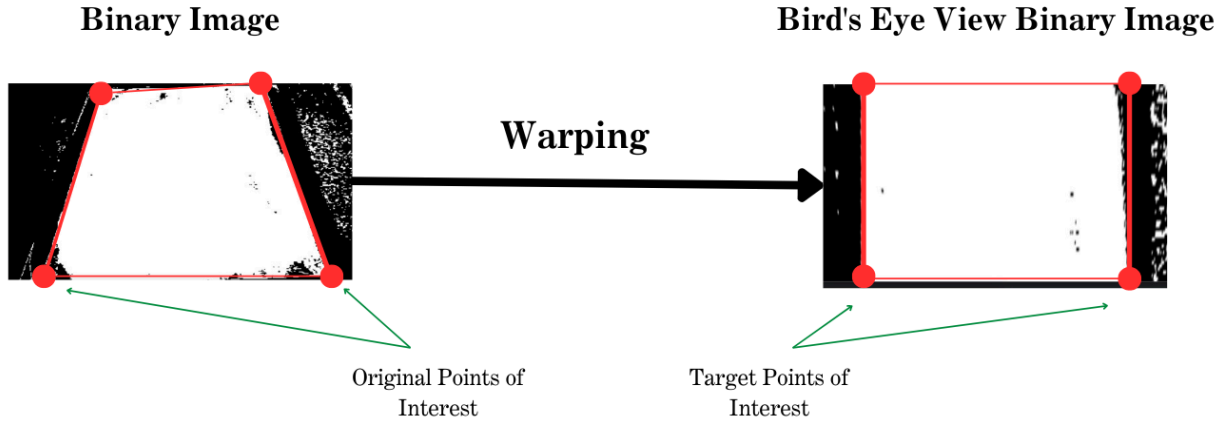 Binary Image
Bird's Eye View Binary Image
Warping
Original Points of
Interest
Target Points of
Interest